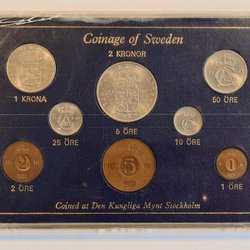 Coinage of Sweden
2 KRONOR
1 KRONA
50 ÖRE
5 ÖRE
25 ÖRE
10 ÖRE
2
5
1
2 ÖRE
1 ÖRE
Coined at Den Kungliga Mynt Stockholm